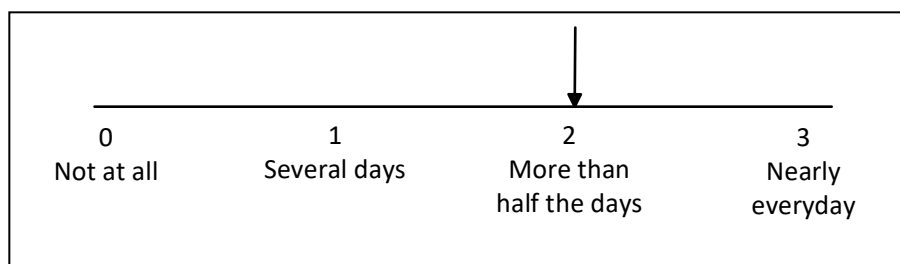 0 1 2 3
Not at all Several days More than Nearly
half the days everyday